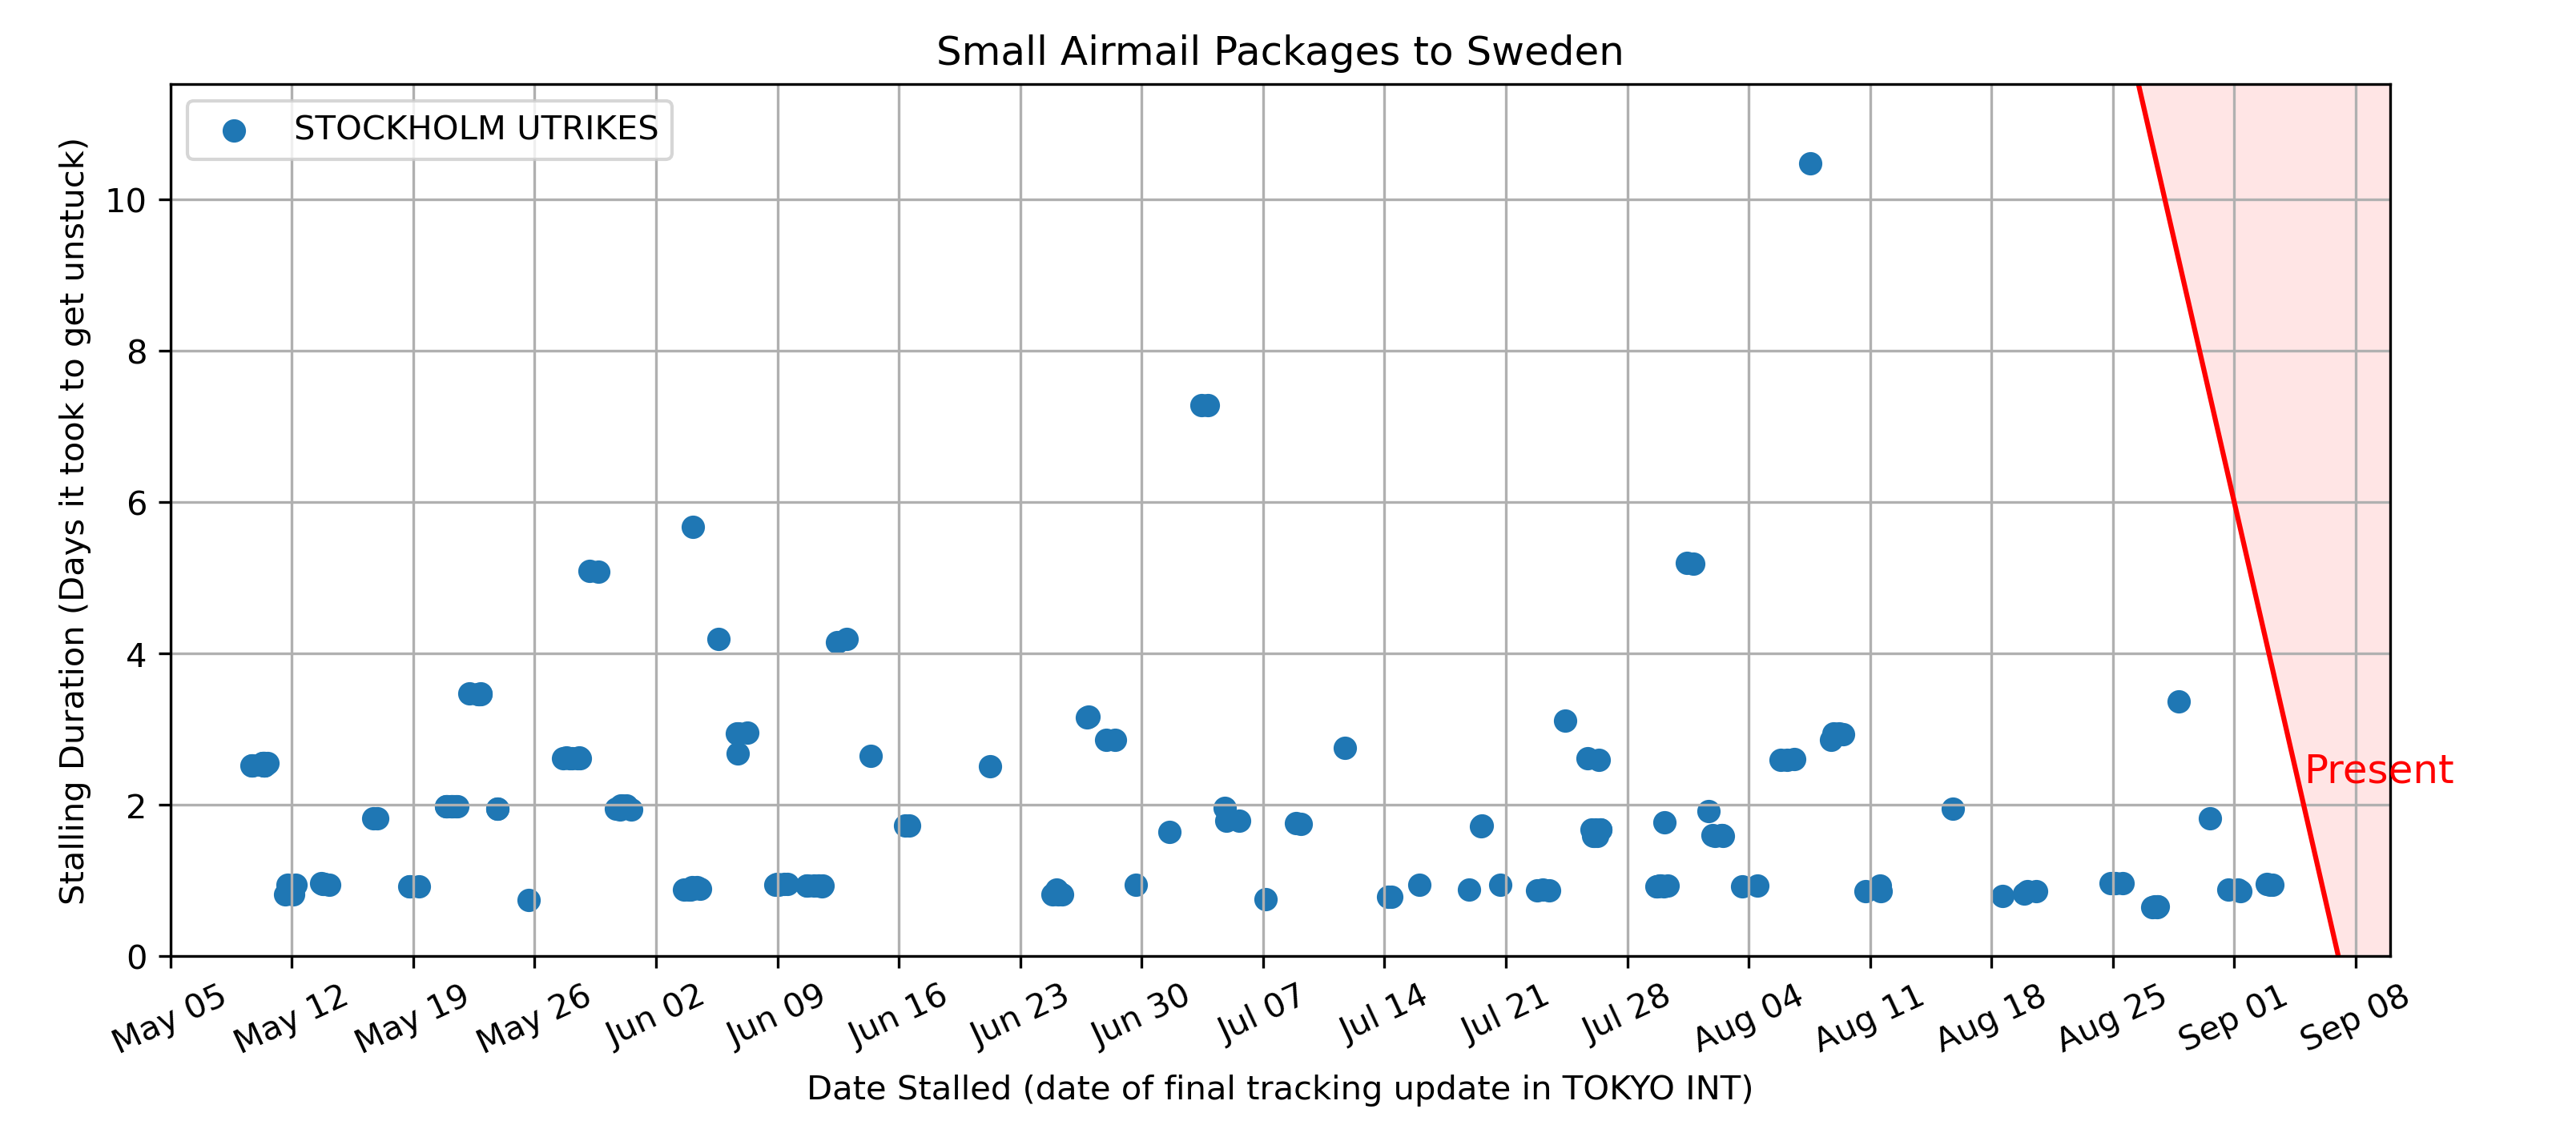 Small Airmail Packages to Sweden
STOCKHOLM UTRIKES
Stalling Duration (Days it took to get unstuck)
10
8
6
4
2
0
Present
May 05
May 12
May 19
May 26
Jun 02
Jun 09
Jun 16
Jun 23
Jun 30
Jul 07
Jul 14
Jul 21
Jul 28
Aug 04
Aug 11
Aug 18
Aug 25
Sep 01
Sep 08
Date Stalled (date of final tracking update in TOKYO INT)